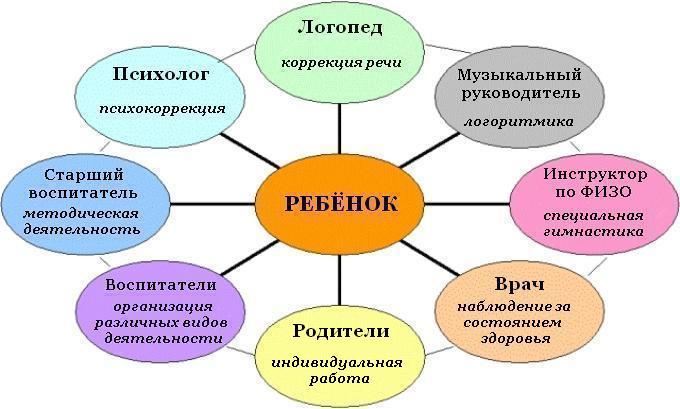 Логопед
коррекция речи
Психолог
психокоррекция
Музыкальный
руководитель
логоритмика
Старший
воспитатель
методическая
деятельность
РЕБЁНОК
Инструктор
по ФИЗО
специальная
гимнастика
Воспитатели
организация
различных видов
деятельности
Родители
индивидуальная
работа
Врач
наблюдение за
состоянием
здоровья